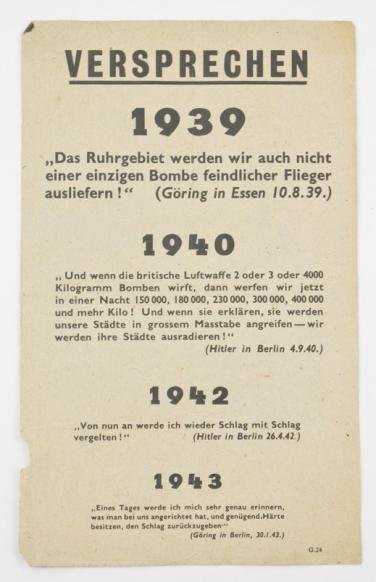 VERSPRECHEN
1939
„Das Ruhrgebiet werden wir auch nicht
einer einzigen Bombe feindlicher Flieger
ausliefern!“ (Göring in Essen 10.8.39.)
1940
„Und wenn die britische Luftwaffe 2 oder 3 oder 4000
Kilogramm Bomben wirft, dann werfen wir jetzt
in einer Nacht 150 000, 180 000, 230 000, 300 000, 400 000
und mehr Kilo! Und wenn sie erklären, sie werden
unsere Städte in grossem Masstabe angreifen—wir
werden ihre Städte ausradieren!“
(Hitler in Berlin 4.9.40.)
1942
„Von nun an werde ich wieder Schlag mit Schlag
vergelten!“ (Hitler in Berlin 26.4.42.)
1943
„Eines Tages werde ich mich sehr genau erinnern,
was man bei uns angerichtet hat, und genügend.Härte
besitzen, den Schlag zurückzugeben“
(Göring in Berlin, 30.1.43.)
G.24